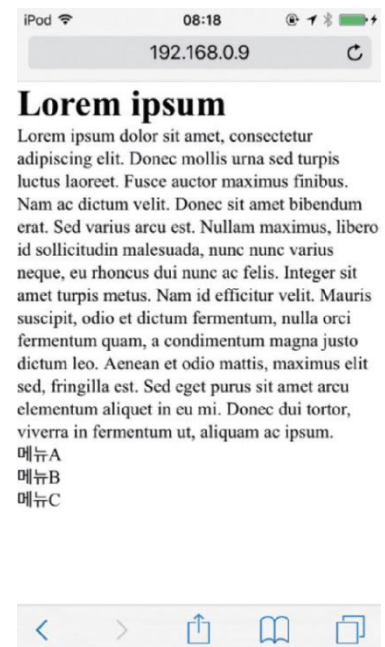 iPod 08:18
192.168.0.9
Lorem ipsum
Lorem ipsum dolor sit amet, consectetur
adipiscing elit. Donec mollis urna sed turpis
luctus laoreet. Fusce auctor maximus finibus.
Nam ac dictum velit. Donec sit amet bibendum
erat. Sed varius arcu est. Nullam maximus, libero
id sollicitudin malesuada, nunc nunc varius
neque, eu rhoncus dui nunc ac felis. Integer sit
amet turpis metus. Nam id efficitur velit. Mauris
suscipit, odio et dictum fermentum, nulla orci
fermentum quam, a condimentum magna justo
dictum leo. Aenean et odio mattis, maximus elit
sed, fringilla est. Sed eget purus sit amet arcu
elementum aliquet in eu mi. Donec dui tortor,
viverra in fermentum ut, aliquam ac ipsum.
메뉴A
메뉴B
메뉴C